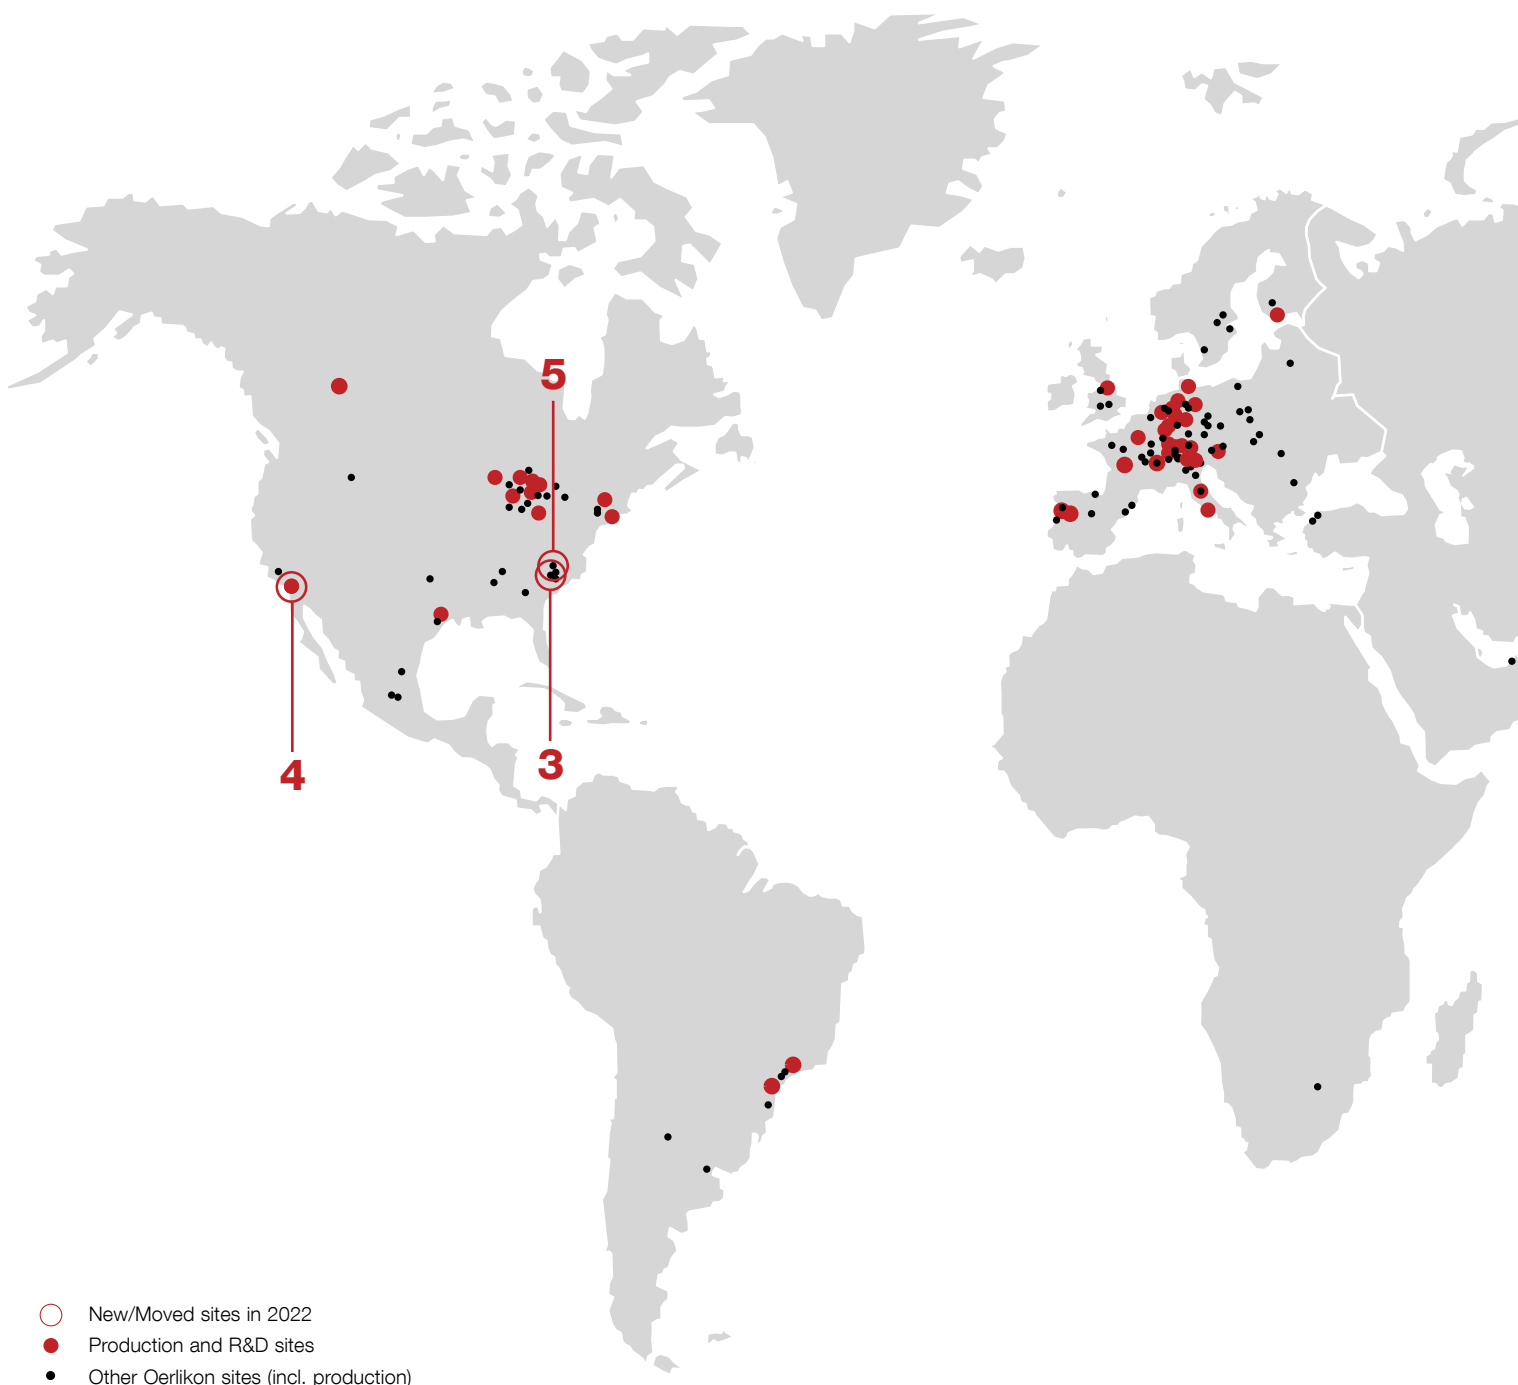 5
4
3
New/Moved sites in 2022
Production and R&D sites
Other Oerlikon sites (incl. production)